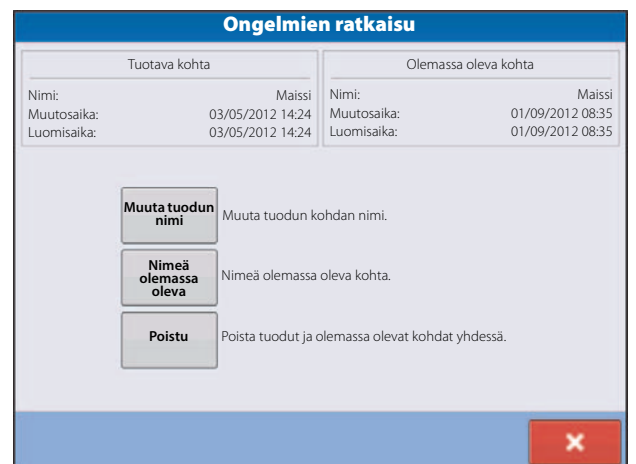 Ongelmien ratkaisu
Tuotava kohta
Nimi: Maissi
Muutosaika: 03/05/2012 14:24
Luomisaika: 03/05/2012 14:24
Olemassa oleva kohta
Nimi: Maissi
Muutosaika: 01/09/2012 08:35
Luomisaika: 01/09/2012 08:35
Muuta tuodun
nimi
Muuta tuodun kohdan nimi.
Nimeä
olemassa
oleva
Nimeä olemassa oleva kohta.
Poistu
Poista tuodut ja olemassa olevat kohdat yhdessä.